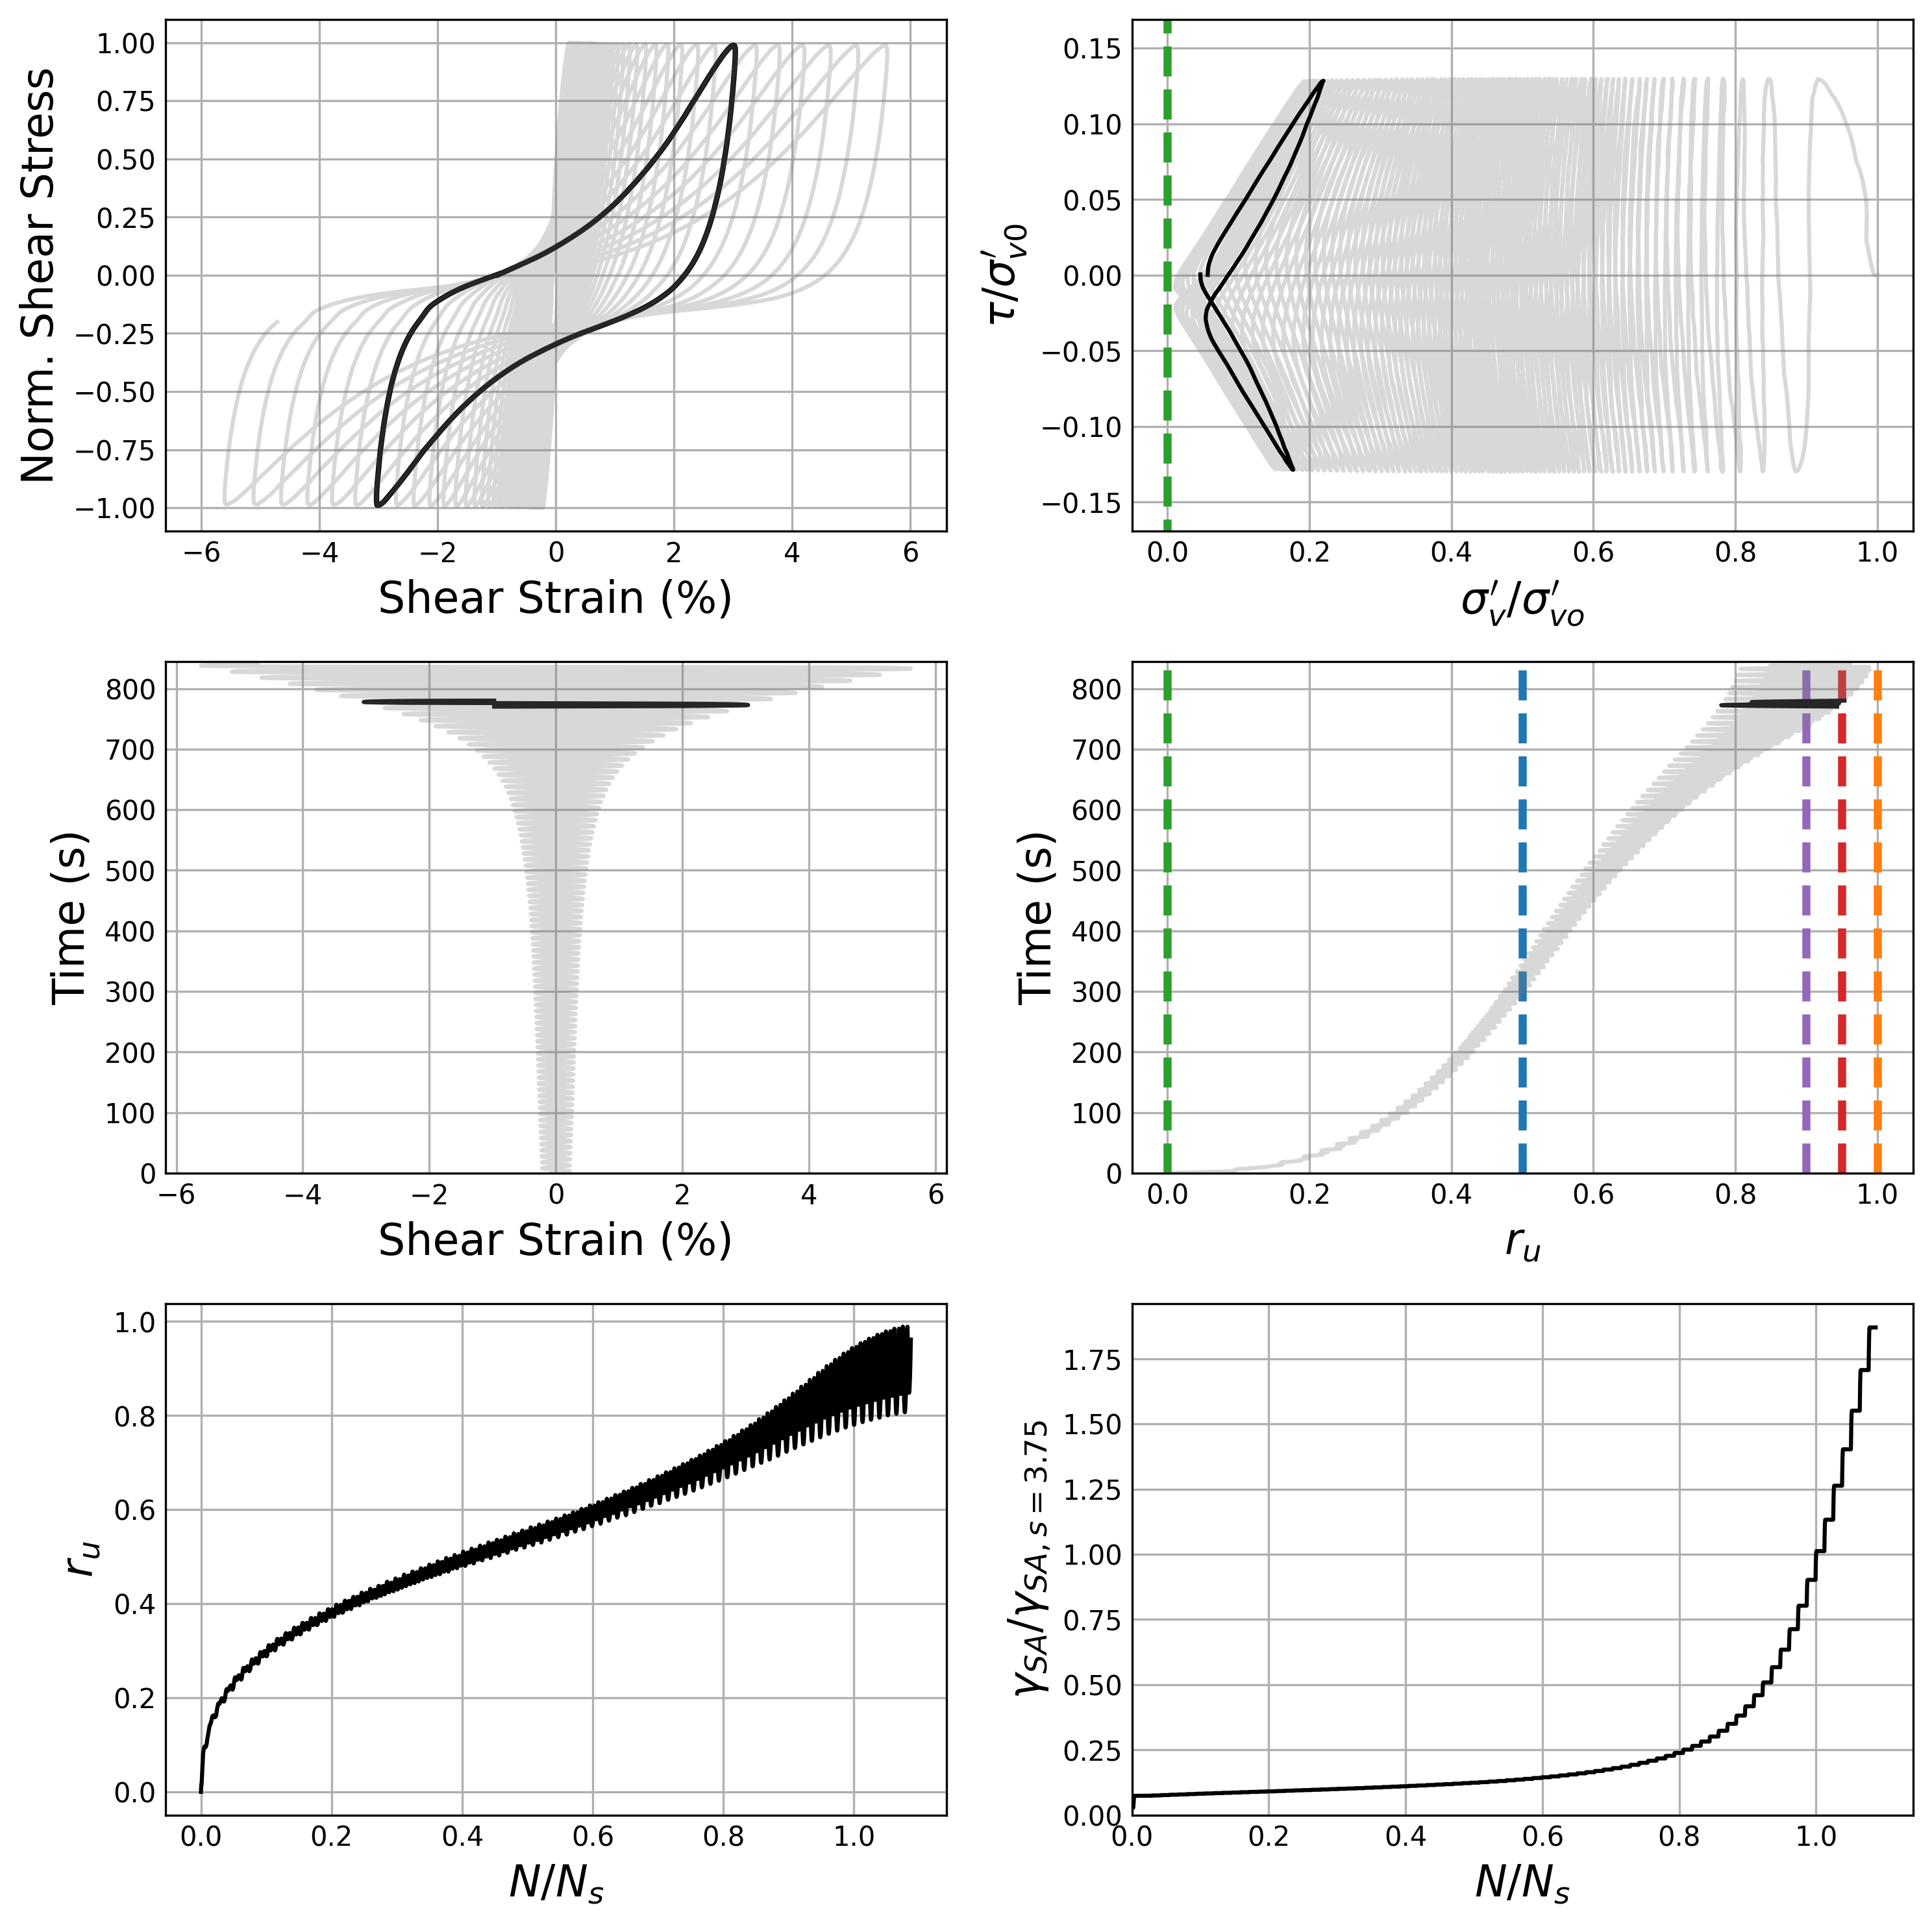 1.00
0.75
0.50
0.25
0.00
−0.25
−0.50
−0.75
−1.00
Norm. Shear Stress
−6 −4 −2 0 2 4 6
Shear Strain (%)
0.15
0.10
0.05
0.00
−0.05
−0.10
−0.15
τ/σ′v0
0.0 0.2 0.4 0.6 0.8 1.0
σ′v/σ′vo
800
700
600
500
400
300
200
100
0
Time (s)
−6 −4 −2 0 2 4 6
Shear Strain (%)
800
700
600
500
400
300
200
100
0
Time (s)
0.0 0.2 0.4 0.6 0.8 1.0
ru
1.0
0.8
0.6
0.4
0.2
0.0
ru
0.0 0.2 0.4 0.6 0.8 1.0
N/Ns
1.75
1.50
1.25
1.00
0.75
0.50
0.25
0.00
γSA/γSA, s = 3.75
0.0 0.2 0.4 0.6 0.8 1.0
N/Ns